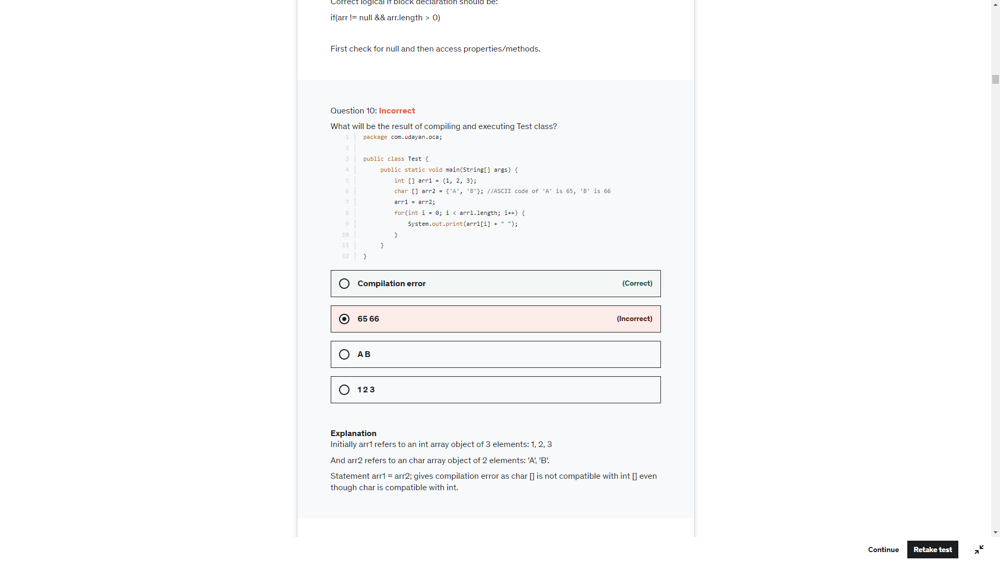 Correct logical if block declaration should be:
if(arr != null && arr.length > 0)
First check for null and then access properties/methods.
Question 10: Incorrect
What will be the result of compiling and executing Test class?
1 package com.udayan.oca;
2
3 public class Test {
4 public static void main(String[] args) {
5 int [] arr1 = {1, 2, 3};
6 char [] arr2 = {'A', 'B'}; //ASCII code of 'A' is 65, 'B' is 66
7 arr1 = arr2;
8 for(int i = 0; i < arr1.length; i++) {
9 System.out.print(arr1[i] + " ");
10 }
11 }
12 }
Compilation error (Correct)
65 66 (Incorrect)
A B
1 2 3
Explanation
Initially arr1 refers to an int array object of 3 elements: 1, 2, 3
And arr2 refers to an char array object of 2 elements: 'A', 'B'.
Statement arr1 = arr2; gives compilation error as char [] is not compatible with int [] even
though char is compatible with int.
Continue Retake test